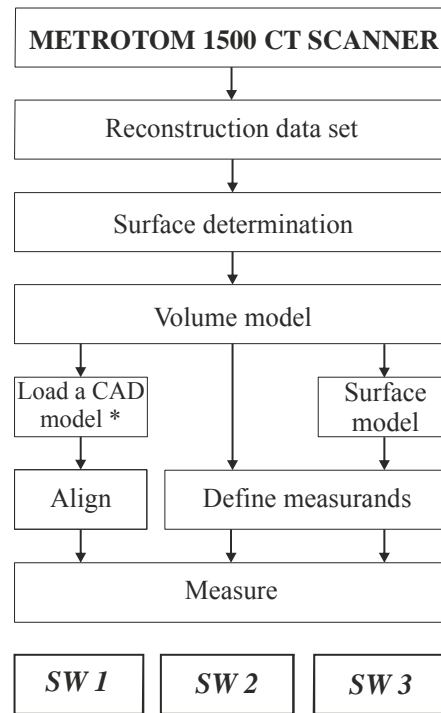 METROTOM 1500 CT SCANNER
Reconstruction data set
Surface determination
Volume model
Load a CAD
model *
Surface
model
Align
Define measurands
Measure
SW 1
SW 2
SW 3